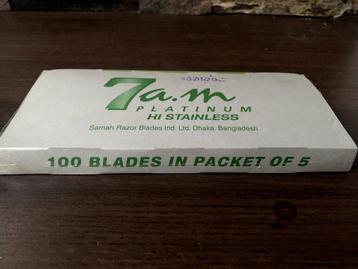 7a.m
PLATINUM
HI STAINLESS
Samah Razor Blades Ind. Ltd. Dhaka. Bangladesh
100 BLADES IN PACKET OF 5